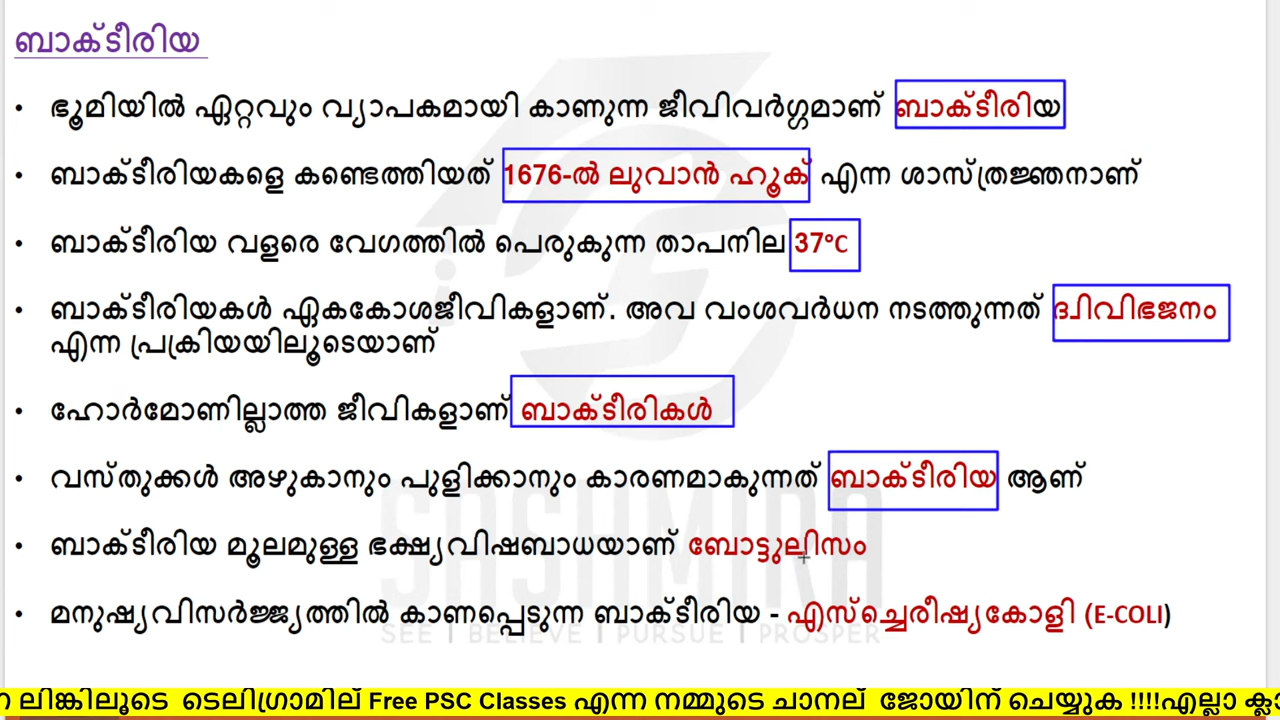 ബാക്ടീരിയ
• ഭൂമിയിൽ ഏറ്റവും വ്യാപകമായി കാണുന്ന ജീവിവർഗ്ഗമാണ് ബാക്ടീരിയ
• ബാക്ടീരിയകളെ കണ്ടെത്തിയത് 1676-ൽ ലുവാൻ ഹൂക് എന്ന ശാസ്ത്രജ്ഞനാണ്
• ബാക്ടീരിയ വളരെ വേഗത്തിൽ പെരുകുന്ന താപനില 37°C
• ബാക്ടീരിയകൾ ഏകകോശജീവികളാണ്. അവ വംശവർധന നടത്തുന്നത് ദ്വിവിഭജനം
എന്ന പ്രക്രിയയിലൂടെയാണ്
• ഹോർമോണില്ലാത്ത ജീവികളാണ് ബാക്ടീരികൾ
• വസ്തുക്കൾ അഴുകാനും പുളിക്കാനും കാരണമാകുന്നത് ബാക്ടീരിയ ആണ്
• ബാക്ടീരിയ മൂലമുള്ള ഭക്ഷ്യവിഷബാധയാണ് ബോട്ടുലിസം
• മനുഷ്യവിസർജ്ജ്യത്തിൽ കാണപ്പെടുന്ന ബാക്ടീരിയ - എസ്ച്ചെരീഷ്യകോളി (E-COLI)
SASHMIRA
SEE | BELIEVE | PURSUE | PROSPER
ലിങ്കിലൂടെ ടെലിഗ്രാമില് Free PSC Classes എന്ന നമ്മുടെ ചാനല് ജോയിന് ചെയ്യുക !!!!എല്ലാ